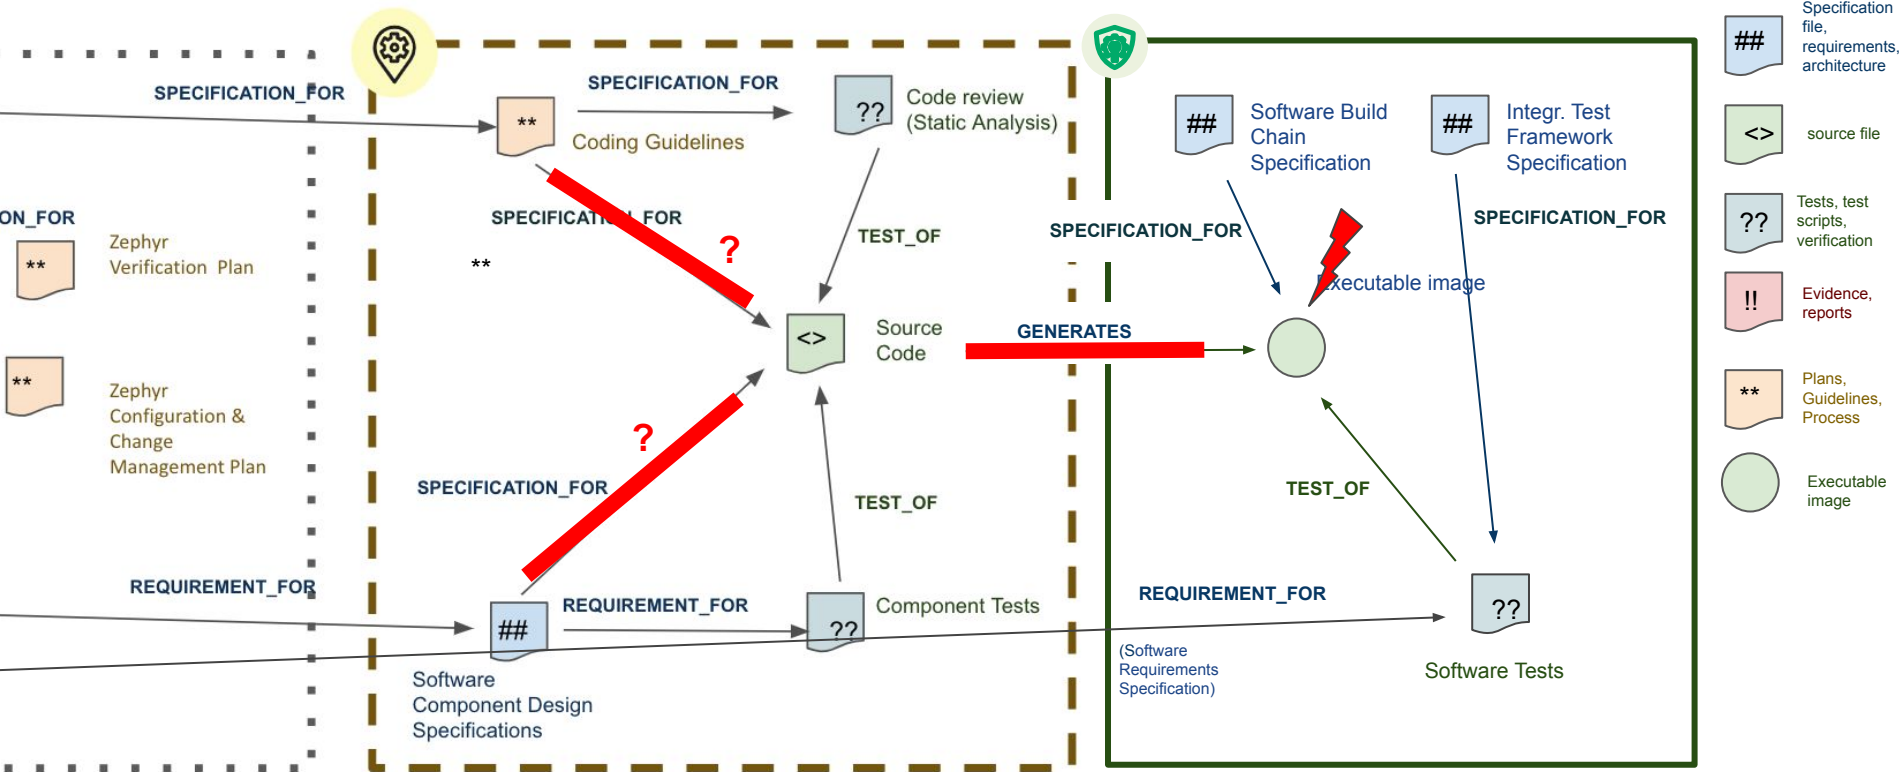 SPECIFICATION_FOR
ON_FOR
**
Zephyr
Verification Plan
**
Zephyr
Configuration &
Change
Management Plan
REQUIREMENT_FOR
**
Coding Guidelines
SPECIFICATION_FOR
??
Code review
(Static Analysis)
SPECIFICATION_FOR
?
**
TEST_OF
<>
Source
Code
?
SPECIFICATION_FOR
TEST_OF
##
REQUIREMENT_FOR
??
Component Tests
Software
Component Design
Specifications
GENERATES
##
Software Build
Chain
Specification
##
Integr. Test
Framework
Specification
SPECIFICATION_FOR
SPECIFICATION_FOR
Executable image
TEST_OF
REQUIREMENT_FOR
(Software
Requirements
Specification)
??
Software Tests
##
Specification
file,
requirements,
architecture
<>
source file
??
Tests, test
scripts,
verification
!!
Evidence,
reports
**
Plans,
Guidelines,
Process
Executable
image